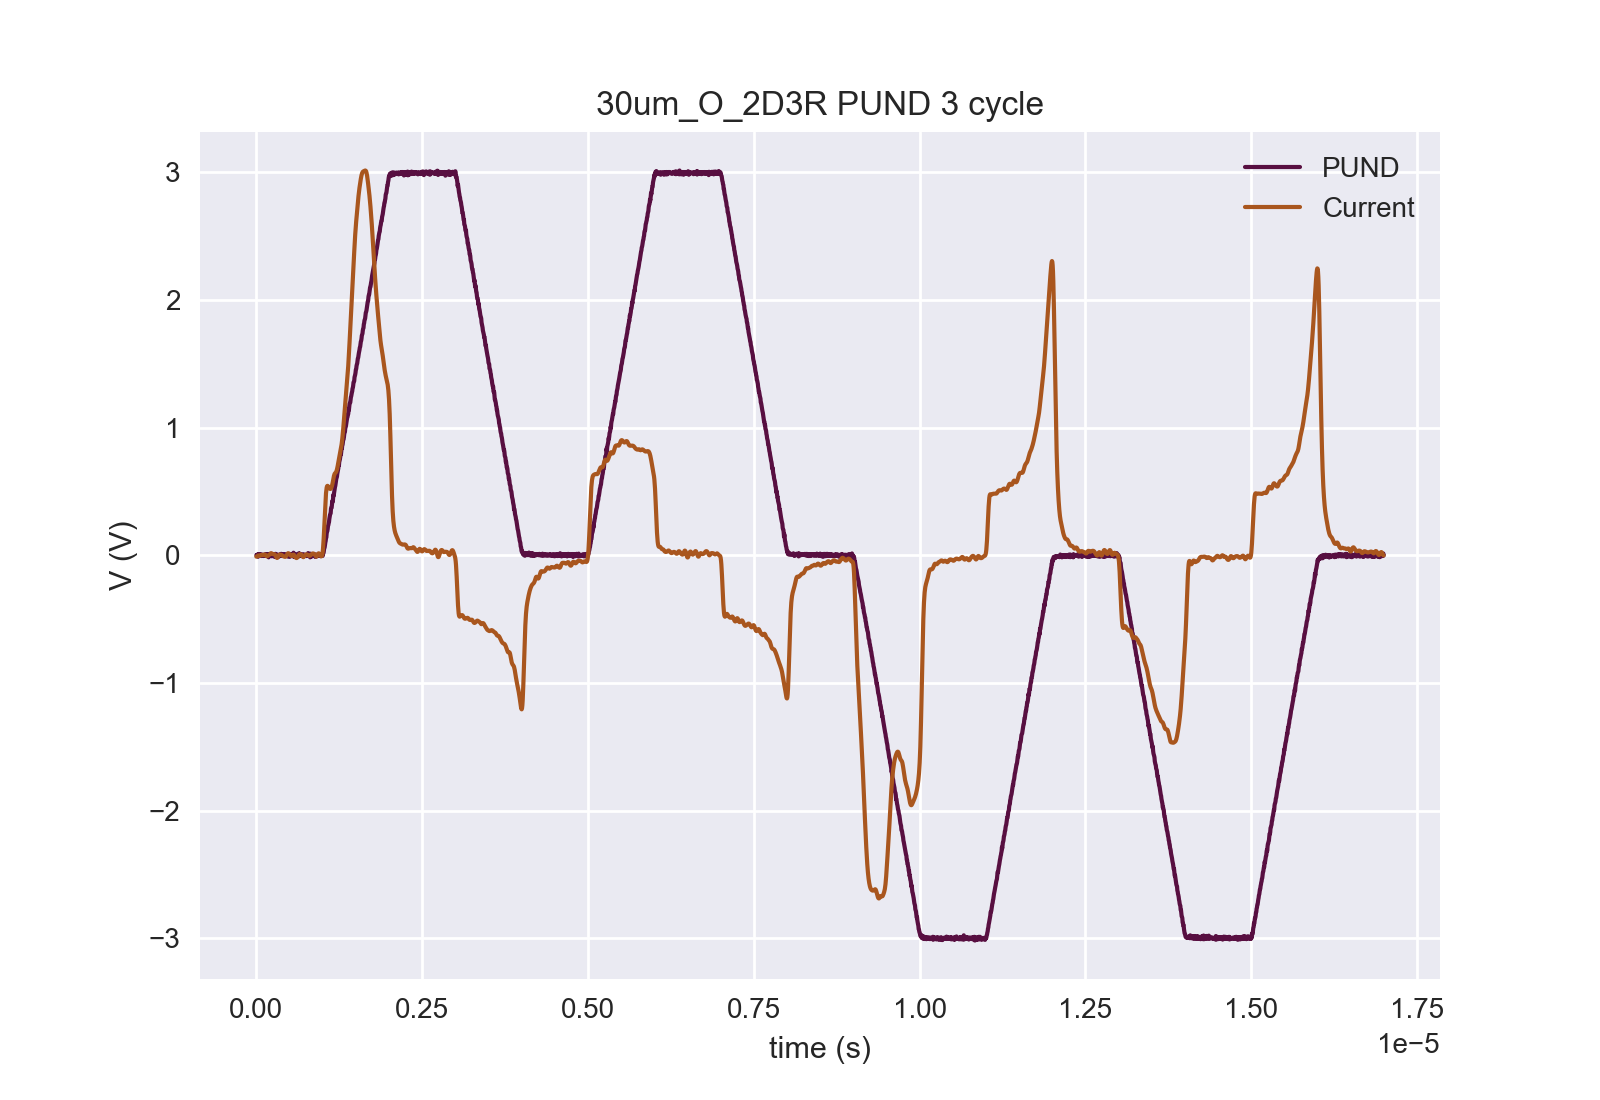 30um_O_2D3R PUND 3 cycle
PUND
Current
3
2
1
0
−1
−2
−3
V (V)
0.00 0.25 0.50 0.75 1.00 1.25 1.50 1.75
1e−5
time (s)